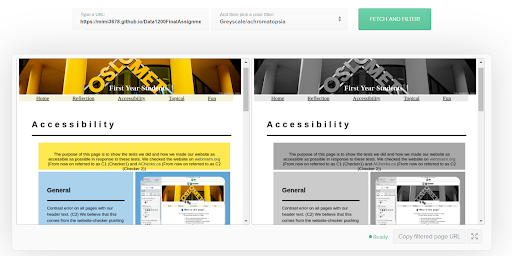 Type a URL:
https://mimi3678.github.io/Data1200FinalAssignme
Add then pick a color filter:
Greyscale/achromatopsia
FETCH AND FILTER!
OSLOMET
First Year Students
Home Reflection Accessibility Topical Fun
Accessibility
The purpose of this page is to show the tests we did and how we made our website as
accessible as possible in response to these tests. We checked the website on webmarin.org
(From now on referred to as C1 (Checker1) and AChecks.ca (From now on referred to as C2
(Checker 2))
General
Contrast error on all pages with our
header text. (C2) We believe that this
comes from the website-checker pushing
OSLOMET
First Year Students
Home Reflection Accessibility Topical Fun
Accessibility
The purpose of this page is to show the tests we did and how we made our website as
accessible as possible in response to these tests. We checked the website on webmarin.org
(From now on referred to as C1 (Checker1) and AChecks.ca (From now on referred to as C2
(Checker 2))
General
Contrast error on all pages with our
header text. (C2) We believe that this
comes from the website-checker pushing
Ready
Copy filtered page URL